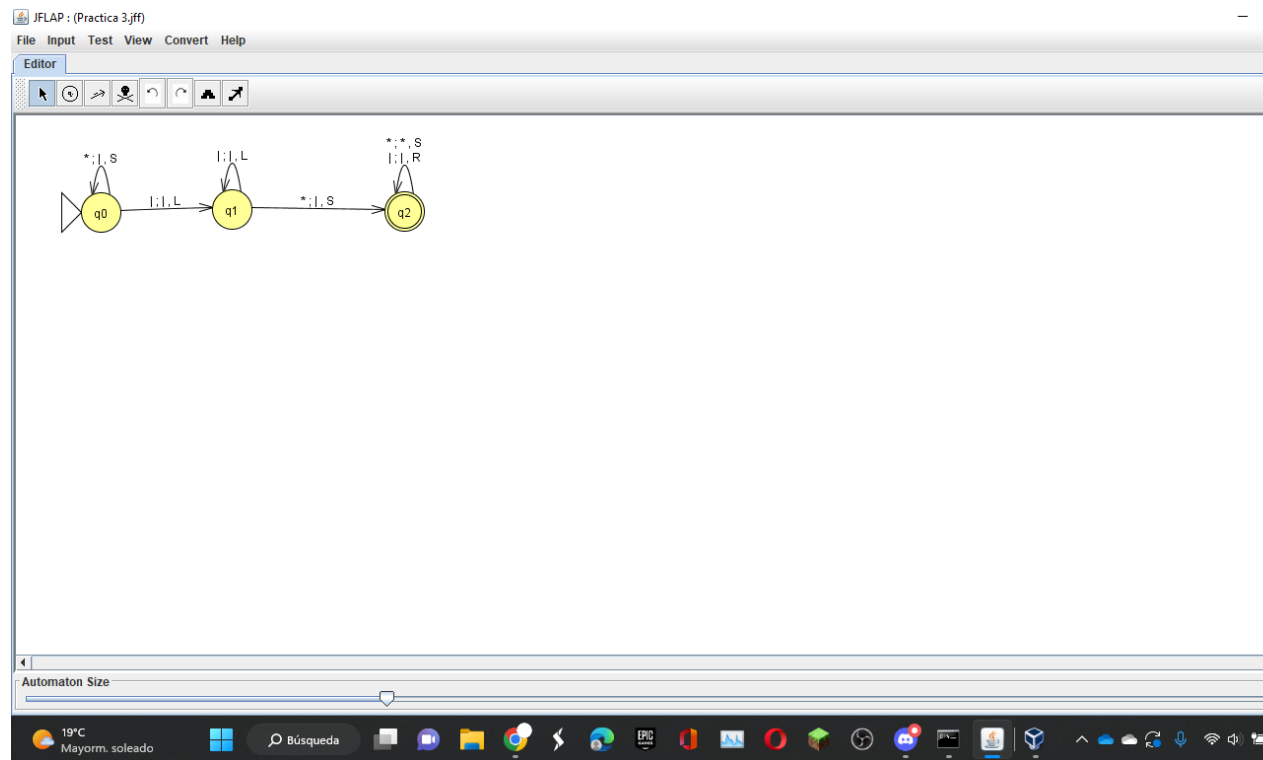 JFLAP : (Practica 3.jff)
File Input Test View Convert Help
Editor
*;*, S
*;|, S
|;|, L
|;|, R
|;|, L
*;|, S
q0
q1
q2
Automaton Size
19°C
Mayorm. soleado
Búsqueda
EPIC
GAMES